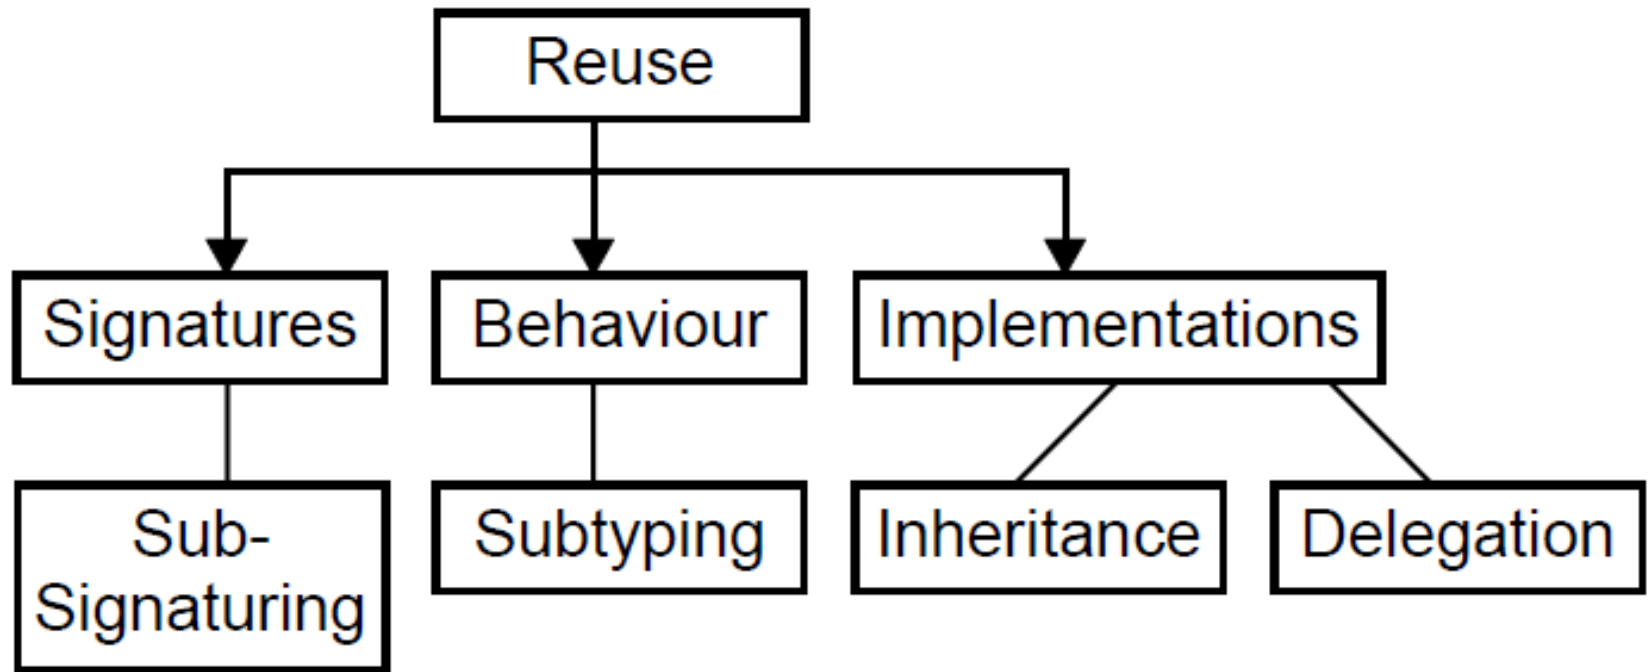 Reuse
Signatures
Behaviour
Implementations
Sub-
Signaturing
Subtyping
Inheritance
Delegation